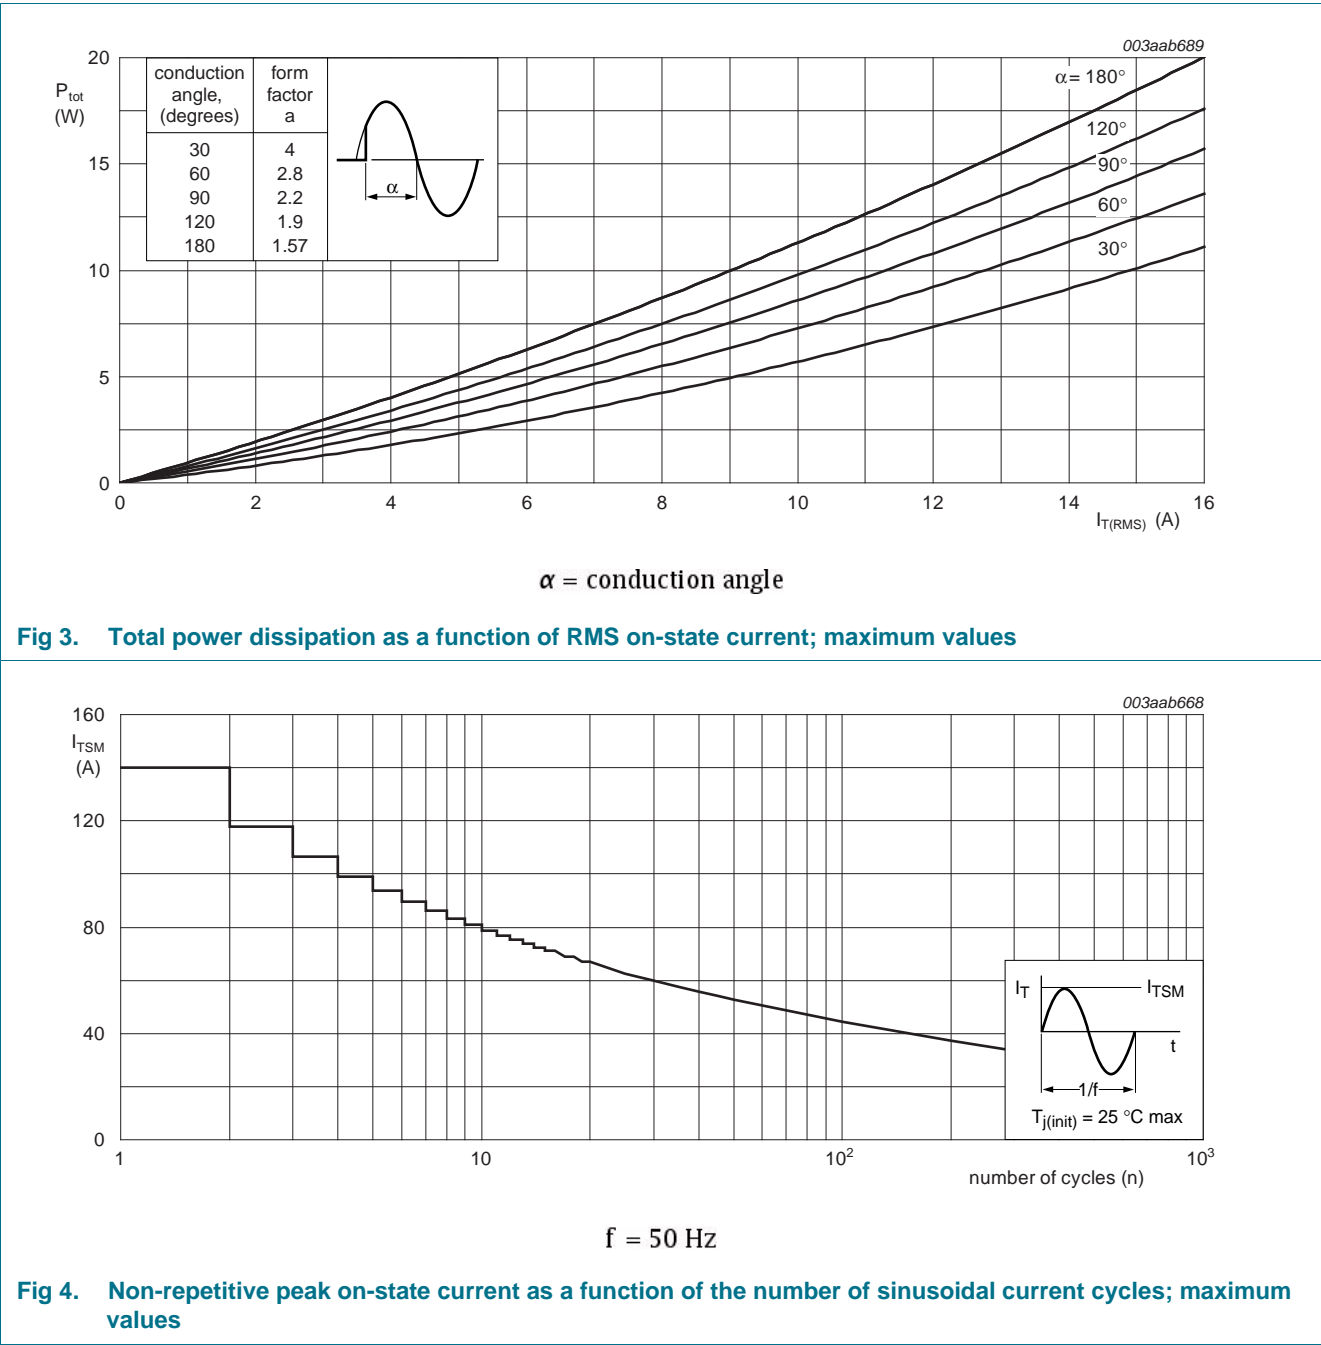 003aab689
20
P_tot
(W)
15
10
5
0
conduction angle, (degrees) form factor a
30 4
60 2.8
90 2.2
120 1.9
180 1.57
α
α = 180°
120°
90°
60°
30°
0 2 4 6 8 10 12 14 16
I_T(RMS) (A)
α = conduction angle
Fig 3. Total power dissipation as a function of RMS on-state current; maximum values
003aab668
160
I_TSM
(A)
120
80
40
0
I_T I_TSM
t
1/f
T_j(init) = 25 °C max
1 10 10² 10³
number of cycles (n)
f = 50 Hz
Fig 4. Non-repetitive peak on-state current as a function of the number of sinusoidal current cycles; maximum
values